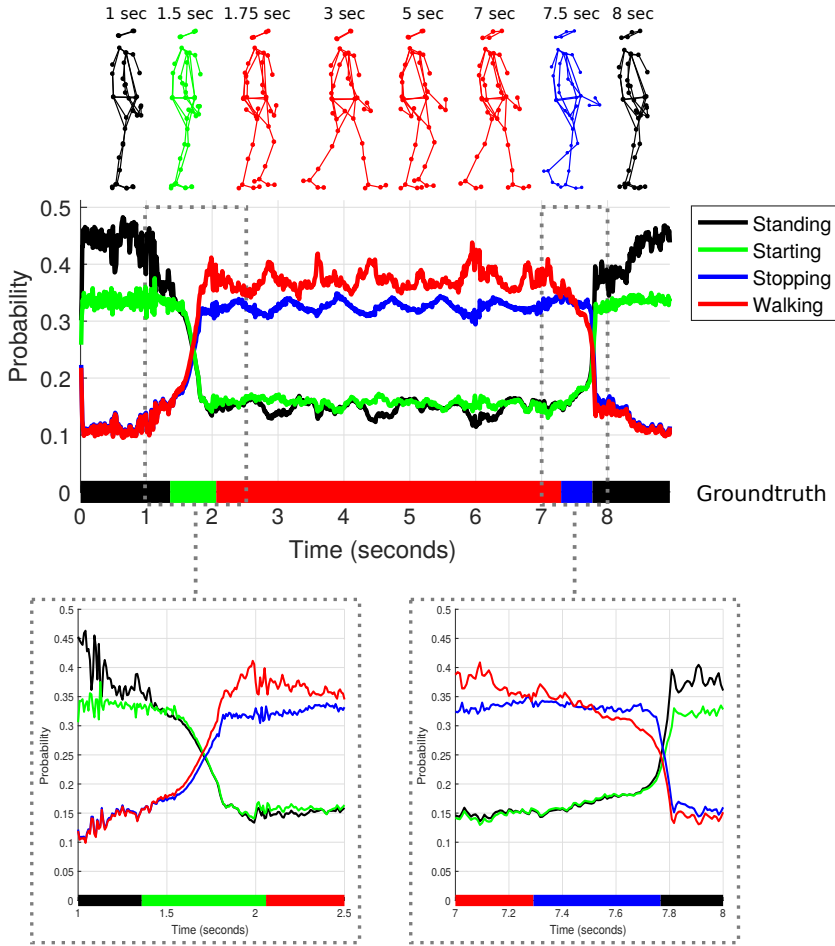 1 sec 1.5 sec 1.75 sec 3 sec 5 sec 7 sec 7.5 sec 8 sec
0.5
0.4
0.3
0.2
0.1
0
Probability
Standing
Starting
Stopping
Walking
Groundtruth
0 1 2 3 4 5 6 7 8
Time (seconds)
0.5
0.45
0.4
0.35
0.3
0.25
0.2
0.15
0.1
0.05
0
Probability
1 1.5 2 2.5
Time (seconds)
0.5
0.45
0.4
0.35
0.3
0.25
0.2
0.15
0.1
0.05
0
Probability
7 7.2 7.4 7.6 7.8 8
Time (seconds)